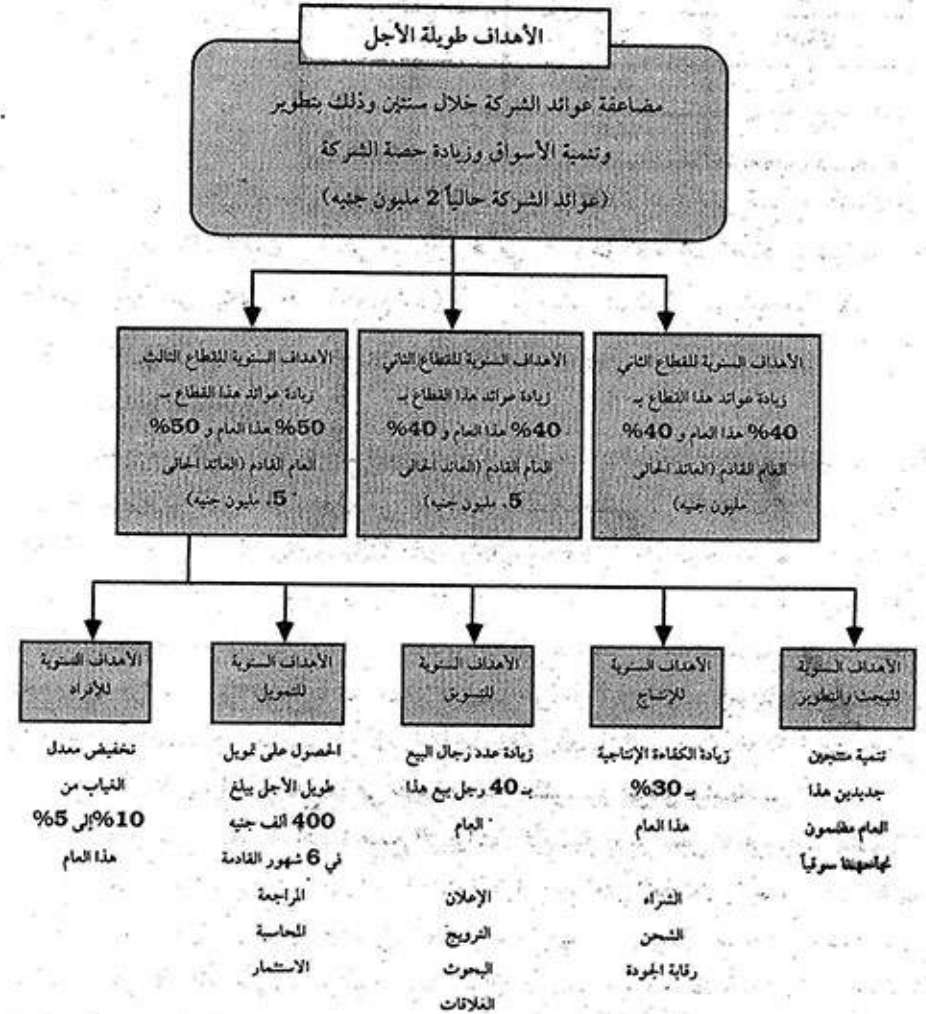 الأهداف طويلة الأجل
مضاعفة عوائد الشركة خلال سنتين وذلك بتطوير
وتنمية الأسواق وزيادة حصة الشركة
(عوائد الشركة حالياً 2 مليون جنيه)
الأهداف السنوية للقطاع الثاني
زيادة عوائد هذا القطاع بـ
40% هذا العام و 40%
العام القادم (العائد الحالى
مليون جنيه)
الأهداف السنوية للقطاع الثاني
زيادة عوائد هذا القطاع بـ
40% هذا العام و 40%
العام القادم (العائد الحالى
5. مليون جنيه)
الأهداف السنوية للقطاع الثالث
زيادة عوائد هذا القطاع بـ
50% هذا العام و 50%
العام القادم (العائد الحالى
5. مليون جنيه)
الأهداف السنوية
للبحث والتطوير
تنمية منتجين
جديدين هذا
العام
سوقياً
الأهداف السنوية
للإنتاج
زيادة الكفاءة الإنتاجية
بـ 30%
هذا العام
الشراء
الشحن
رقابة الجودة
الأهداف السنوية
للتسويق
زيادة عدد رجال البيع
بـ 40 رجل بيع هذا
العام
الإعلان
الترويج
البحوث
العلاقات
الأهداف السنوية
للتمويل
الحصول على تمويل
طويل الأجل يبلغ
400 ألف جنيه
في 6 شهور القادمة
المراجعة
المحاسبة
الاستثمار
الأهداف السنوية
للأفراد
تخفيض معدل
الغياب من
10% إلى 5%
هذا العام